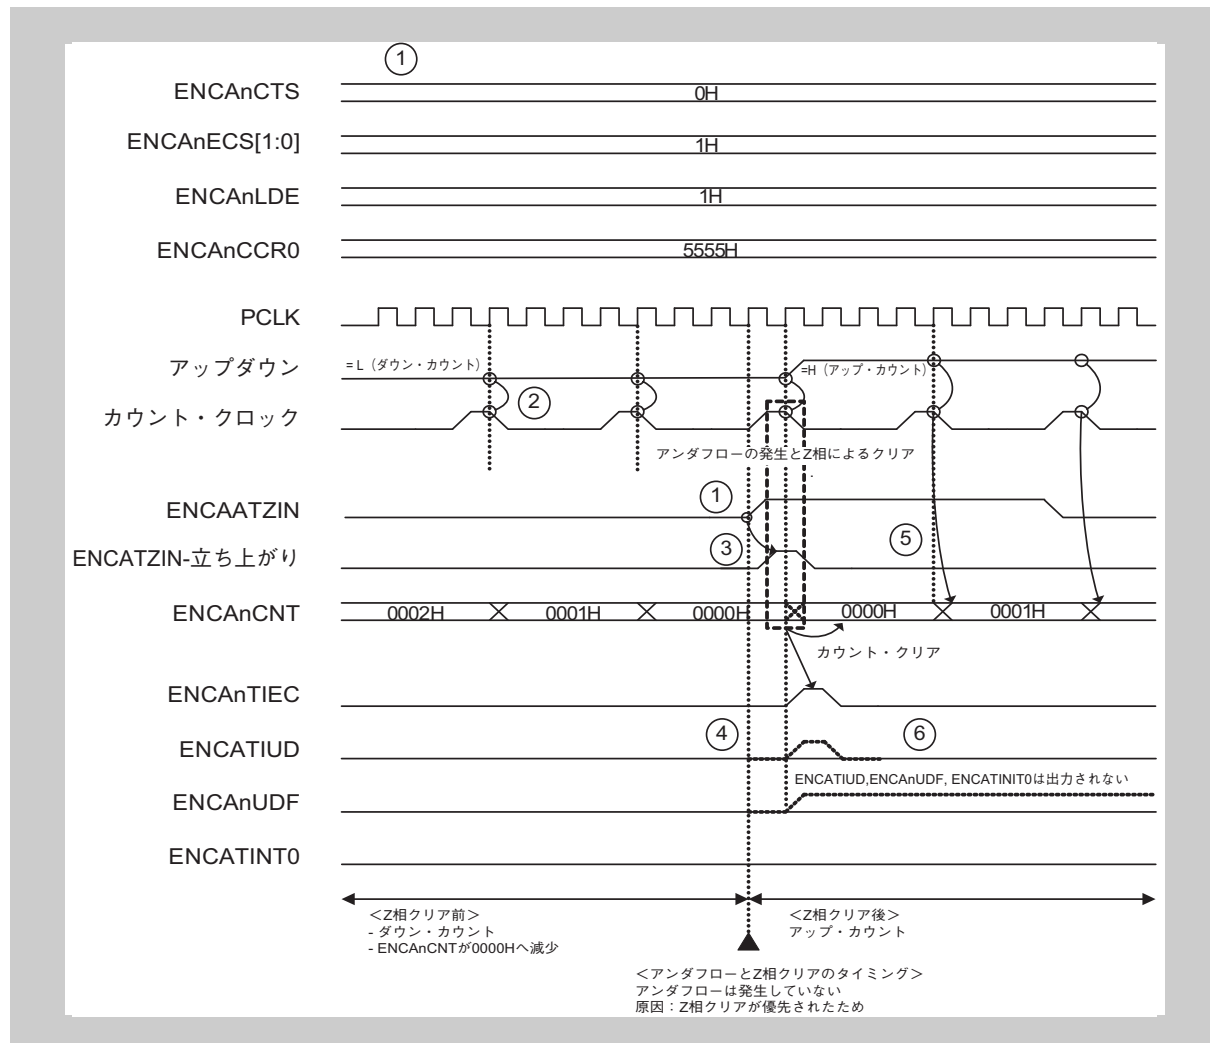 ①
ENCAnCTS
0H
ENCAnECS[1:0]
1H
ENCAnLDE
1H
ENCAnCCR0
5555H
PCLK
アップダウン
= L（ダウン・カウント）
=H（アップ・カウント）
カウント・クロック
②
アンダフローの発生とZ相によるクリア
ENCAATZIN
①
ENCATZIN-立ち上がり
③
⑤
ENCAnCNT
0002H
0001H
0000H
0000H
0001H
カウント・クリア
ENCAnTIEC
ENCATIUD
④
⑥
ENCATIUD,ENCAnUDF, ENCATINIT0は出力されない
ENCAnUDF
ENCATINT0
＜Z相クリア前＞
- ダウン・カウント
- ENCAnCNTが0000Hへ減少
＜Z相クリア後＞
アップ・カウント
＜アンダフローとZ相クリアのタイミング＞
アンダフローは発生していない
原因：Z相クリアが優先されたため